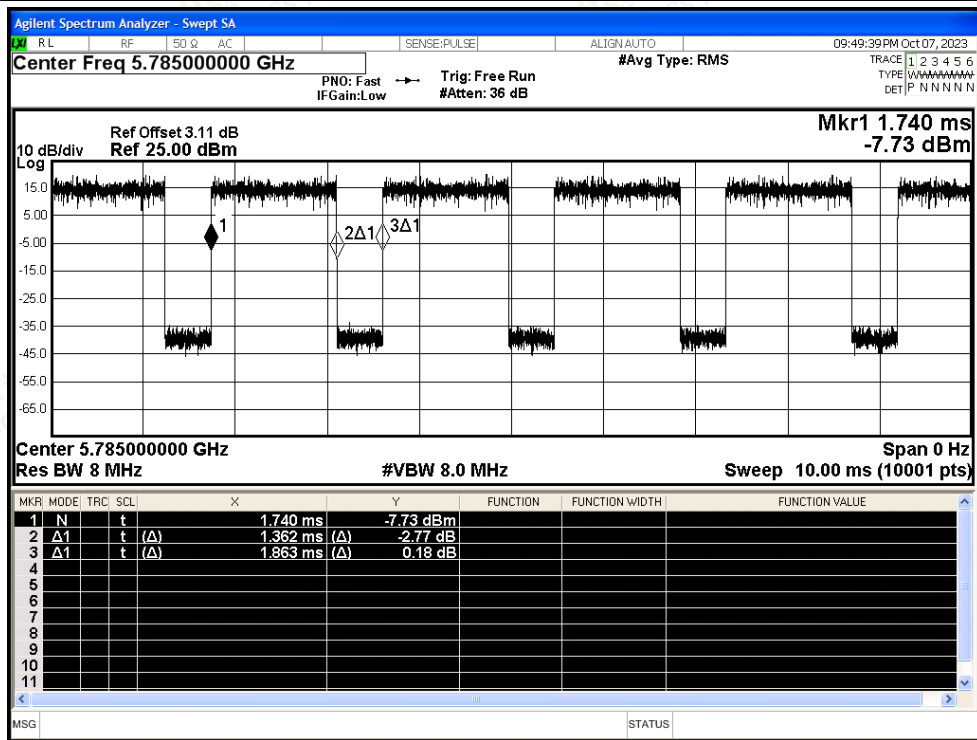 Agilent Spectrum Analyzer - Swept SA
LXI RL RF 50 Ω AC SENSE:PULSE ALIGN AUTO 09:49:39 PM Oct 07, 2023
Center Freq 5.785000000 GHz #Avg Type: RMS TRACE 1 2 3 4 5 6
PNO: Fast Trig: Free Run TYPE
IFGain:Low #Atten: 36 dB DET P N N N N N
Mkr1 1.740 ms
Ref Offset 3.11 dB
10 dB/div Ref 25.00 dBm -7.73 dBm
Log
15.0
5.00
1
2Δ1 3Δ1
-5.00
-15.0
-25.0
-35.0
-45.0
-55.0
-65.0
Center 5.785000000 GHz Span 0 Hz
Res BW 8 MHz #VBW 8.0 MHz Sweep 10.00 ms (10001 pts)
MKR MODE TRC SCL X Y FUNCTION FUNCTION WIDTH FUNCTION VALUE
1 N t 1.740 ms -7.73 dBm
2 Δ1 t (Δ) 1.362 ms (Δ) -2.77 dB
3 Δ1 t (Δ) 1.863 ms (Δ) 0.18 dB
4
5
6
7
8
9
10
11
MSG STATUS